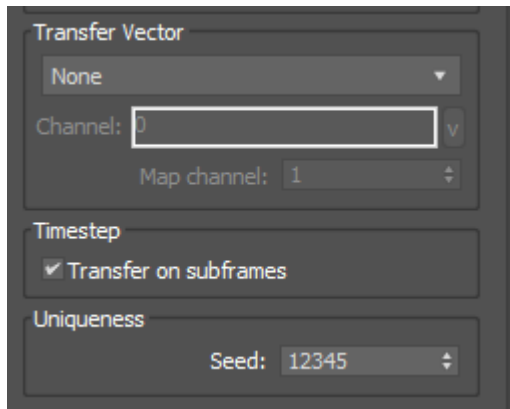 Transfer Vector
None
Channel: 0 v
Map channel: 1
Timestep
Transfer on subframes
Uniqueness
Seed: 12345